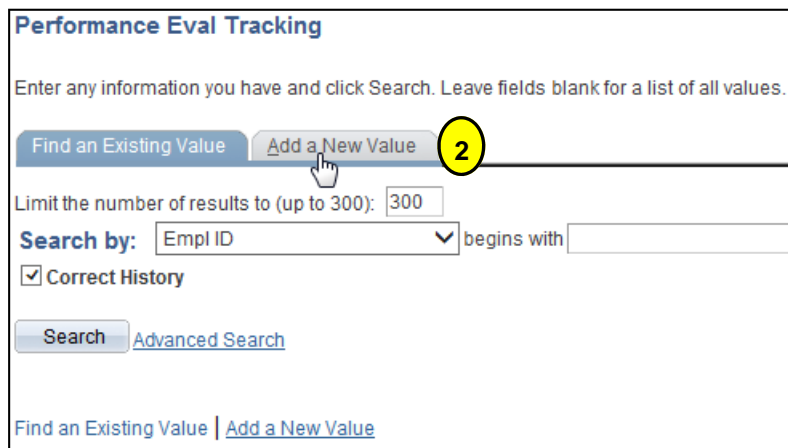 Performance Eval Tracking
Enter any information you have and click Search. Leave fields blank for a list of all values.
Find an Existing Value Add a New Value 2
Limit the number of results to (up to 300): 300
Search by: Empl ID begins with
Correct History
Search Advanced Search
Find an Existing Value | Add a New Value